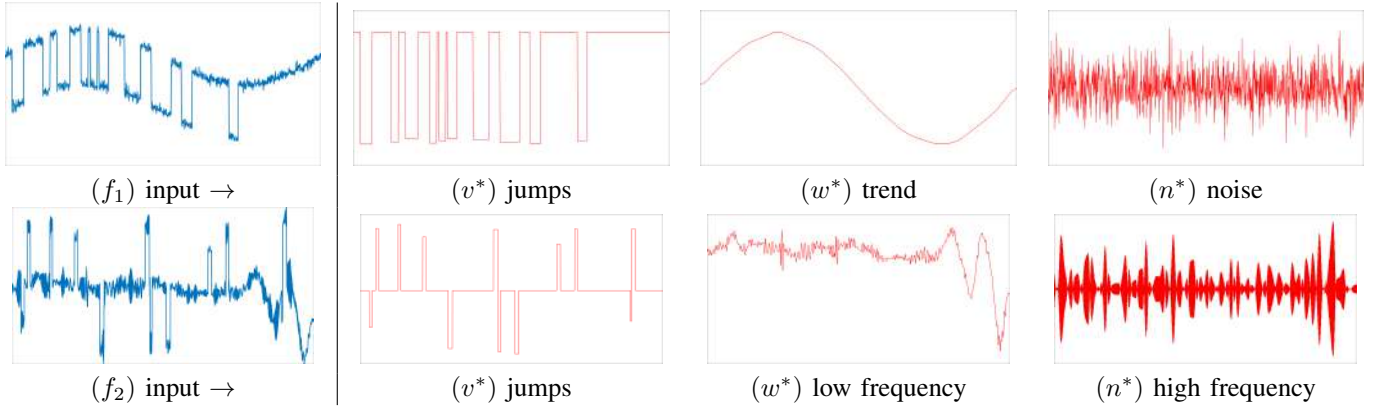 (f₁) input → (v*) jumps (w*) trend (n*) noise
(f₂) input → (v*) jumps (w*) low frequency (n*) high frequency